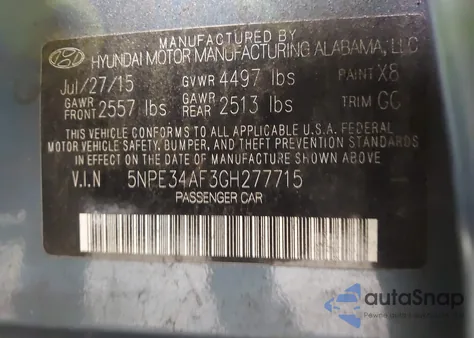 MANUFACTURED BY
HYUNDAI MOTOR MANUFACTURING ALABAMA, LLC
Jul/27/15 GVWR 4497 lbs PAINT X8
GAWR FRONT 2557 lbs GAWR REAR 2513 lbs TRIM GC
THIS VEHICLE CONFORMS TO ALL APPLICABLE U.S.A. FEDERAL
MOTOR VEHICLE SAFETY, BUMPER, AND THEFT PREVENTION STANDARDS
IN EFFECT ON THE DATE OF MANUFACTURE SHOWN ABOVE.
V.I.N 5NPE34AF3GH277715
PASSENGER CAR
autaSnap